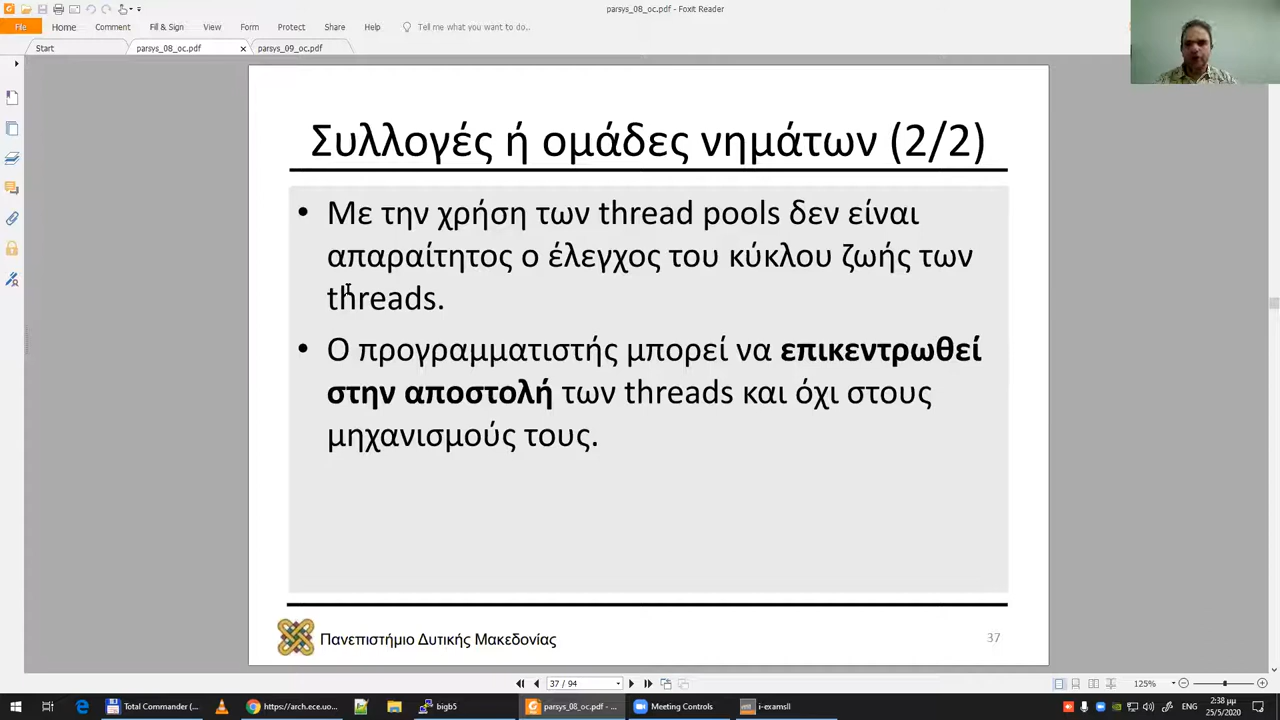 parsys_08_oc.pdf - Foxit Reader
File Home Comment Fill & Sign View Form Protect Share Help Tell me what you want to do..
Start parsys_08_oc.pdf parsys_09_oc.pdf
Συλλογές ή ομάδες νημάτων (2/2)
• Με την χρήση των thread pools δεν είναι
απαραίτητος ο έλεγχος του κύκλου ζωής των
threads.
• Ο προγραμματιστής μπορεί να επικεντρωθεί
στην αποστολή των threads και όχι στους
μηχανισμούς τους.
Πανεπιστήμιο Δυτικής Μακεδονίας
37
37 / 94
125%
Total Commander (... https://arch.ece.uo... bigb5 parsys_08_oc.pdf - ... Meeting Controls i-examsII
ENG
2:38 μμ
25/5/2020